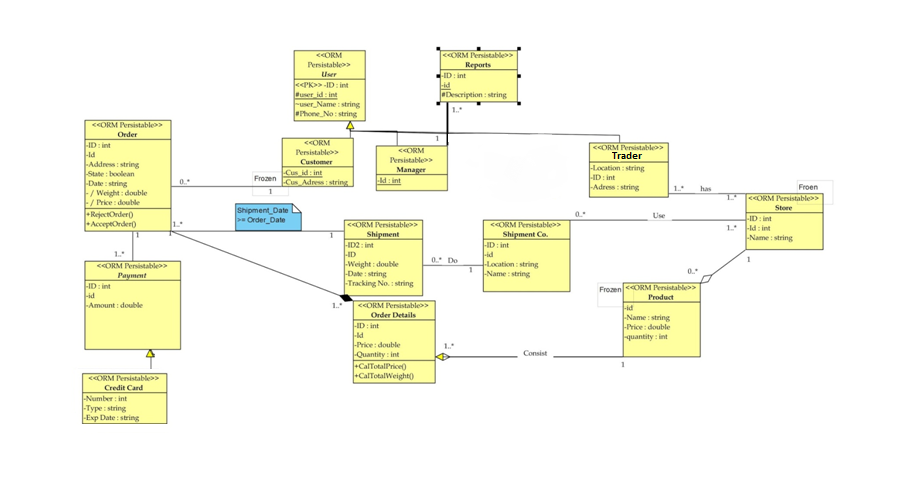 <<ORM
Persistable>>
User
<<PK>> -ID : int
#user_id : int
~user_Name : string
#Phone_No : string
<<ORM Persistable>>
Reports
-ID : int
-id
#Description : string
1..*
1
<<ORM Persistable>>
Order
-ID : int
-Id
-Address : string
-State : boolean
-Date : string
- / Weight : double
- / Price : double
+RejectOrder()
+AcceptOrder()
<<ORM
Persistable>>
Customer
-Cus_id : int
-Cus_Adress : string
0..*
Frozen
1
<<ORM
Persistable>>
Manager
-Id : int
<<ORM Persistable>>
Trader
-Location : string
-ID : int
-Adress : string
1..*
has
1..*
Froen
<<ORM Persistable>>
Store
-ID : int
-Id : int
-Name : string
Shipment_Date
>= Order_Date
1..*
1
1
1
<<ORM Persistable>>
Shipment
-ID2 : int
-ID
-Weight : double
-Date : string
-Tracking No. : string
0..*
Do
1
<<ORM Persistable>>
Shipment Co.
-ID : int
-id
-Location : string
-Name : string
0..*
Use
1..*
1
0..*
1..*
<<ORM Persistable>>
Payment
-ID : int
-id
-Amount : double
Frozen
<<ORM Persistable>>
Product
-id
-Name : string
-Price : double
-quantity : int
1..*
<<ORM Persistable>>
Order Details
-ID : int
-Id
-Price : double
-Quantity : int
+CalTotalPrice()
+CalTotalWeight()
1..*
Consist
1
<<ORM Persistable>>
Credit Card
-Number : int
-Type : string
-Exp Date : string